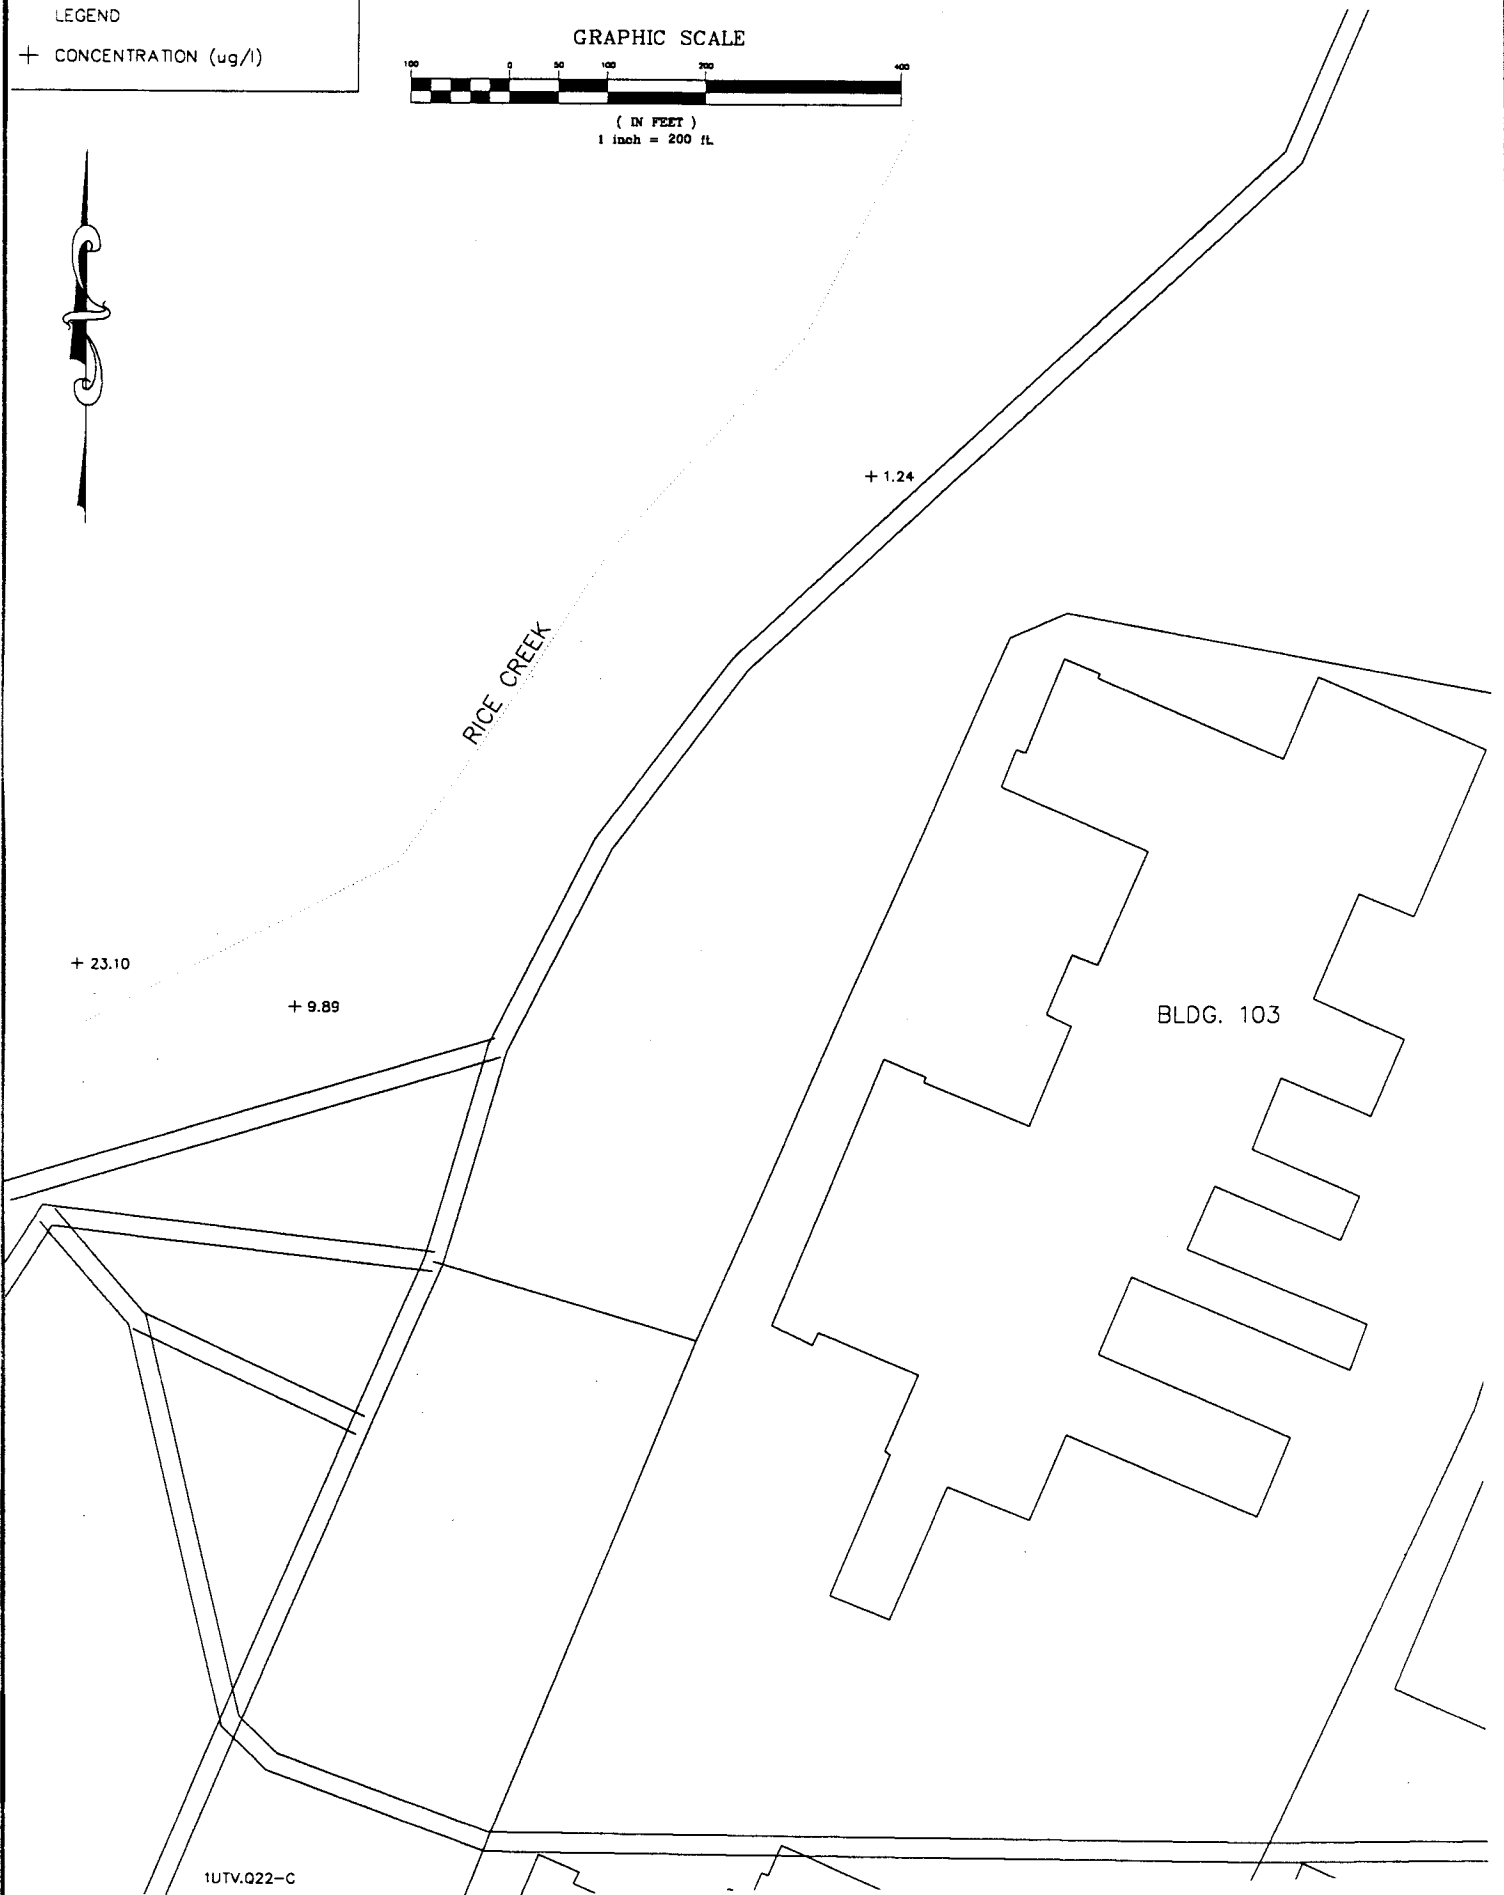 LEGEND
+ CONCENTRATION (ug/l)
GRAPHIC SCALE
100 0 50 100 200 400
( IN FEET )
1 inch = 200 ft.
+ 1.24
RICE CREEK
+ 23.10
+ 9.89
BLDG. 103
1UTV.Q22-C